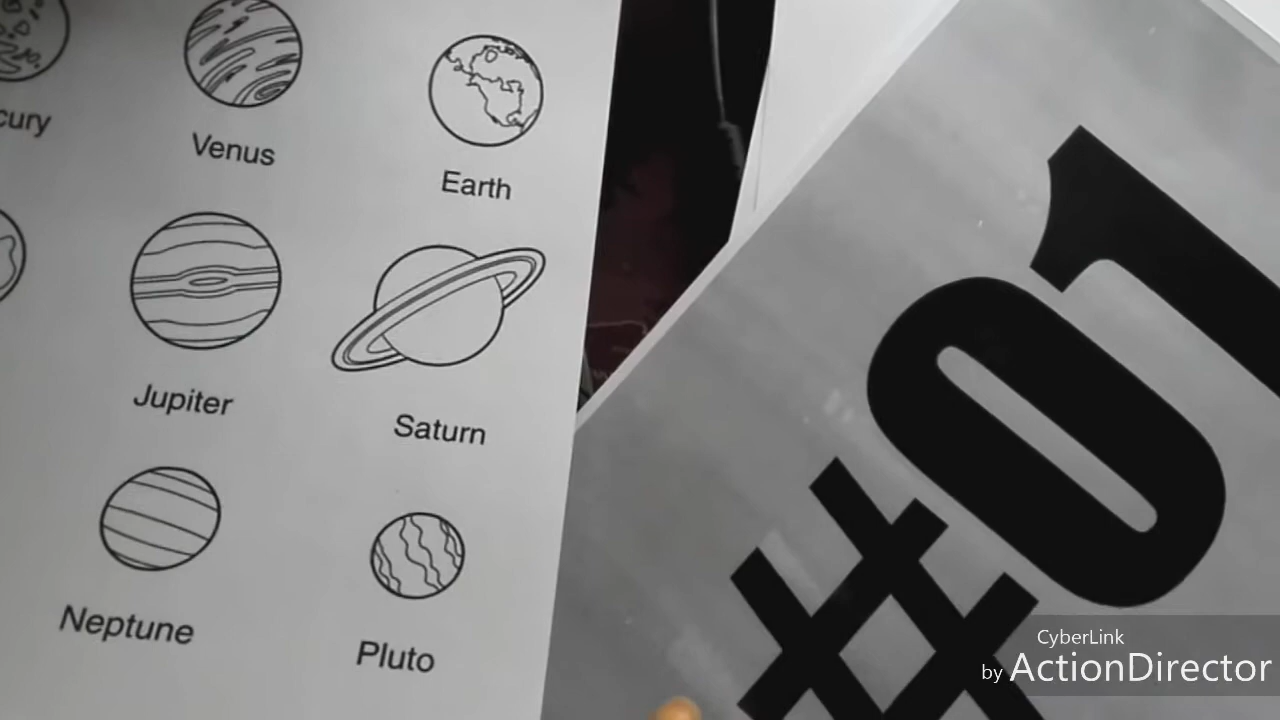 cury
Venus
Earth
Jupiter
Saturn
Neptune
Pluto
#01
CyberLink
by ActionDirector